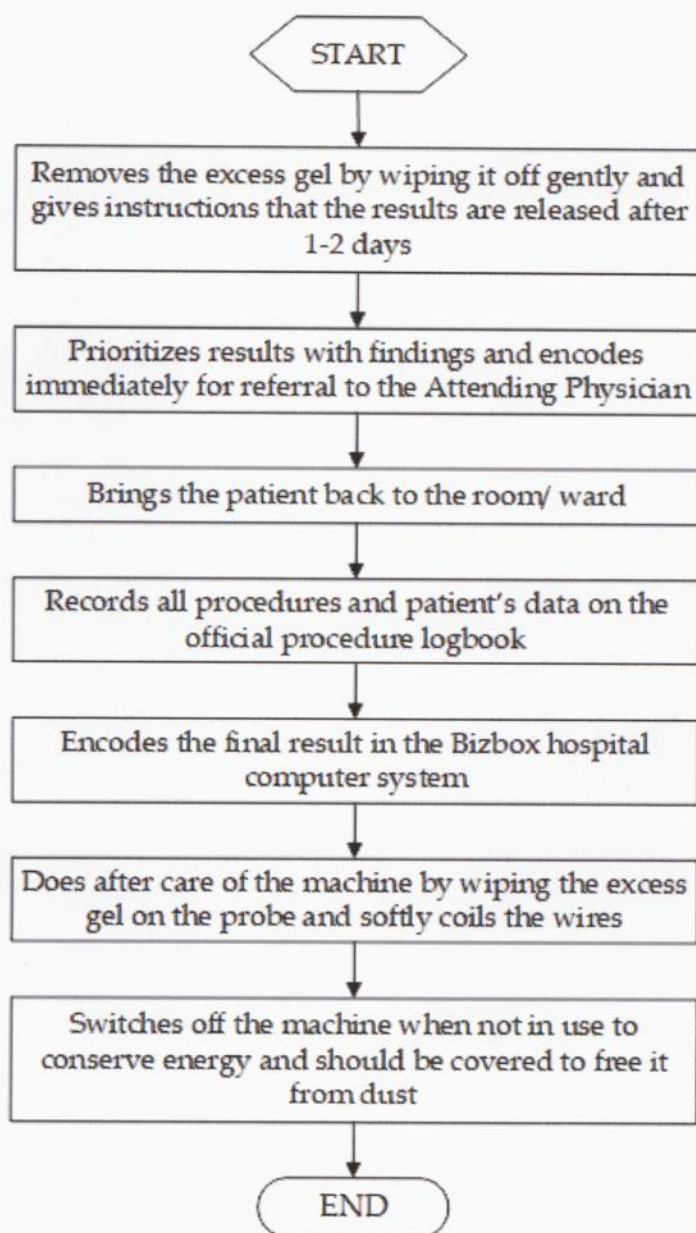 START
Removes the excess gel by wiping it off gently and
gives instructions that the results are released after
1-2 days
Prioritizes results with findings and encodes
immediately for referral to the Attending Physician
Brings the patient back to the room/ ward
Records all procedures and patient's data on the
official procedure logbook
Encodes the final result in the Bizbox hospital
computer system
Does after care of the machine by wiping the excess
gel on the probe and softly coils the wires
Switches off the machine when not in use to
conserve energy and should be covered to free it
from dust
END